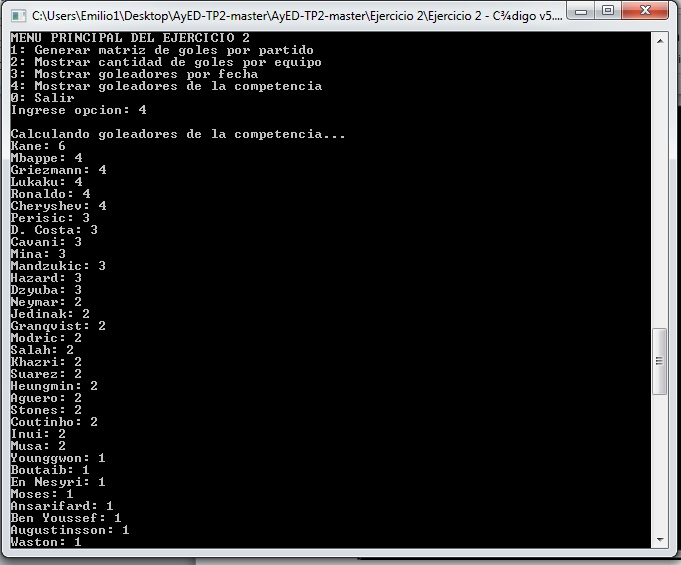 C:\Users\Emilio1\Desktop\AyED-TP2-master\AyED-TP2-master\Ejercicio 2\Ejercicio 2 - C¾digo v5....
MENU PRINCIPAL DEL EJERCICIO 2
1: Generar matriz de goles por partido
2: Mostrar cantidad de goles por equipo
3: Mostrar goleadores por fecha
4: Mostrar goleadores de la competencia
0: Salir
Ingrese opcion: 4
Calculando goleadores de la competencia...
Kane: 6
Mbappe: 4
Griezmann: 4
Lukaku: 4
Ronaldo: 4
Cheryshev: 4
Perisic: 3
D. Costa: 3
Cavani: 3
Mina: 3
Mandzukic: 3
Hazard: 3
Dzyuba: 3
Neymar: 2
Jedinak: 2
Granqvist: 2
Modric: 2
Salah: 2
Khazri: 2
Suarez: 2
Heungmin: 2
Aguero: 2
Stones: 2
Coutinho: 2
Inui: 2
Musa: 2
Younggwon: 1
Boutaib: 1
En Nesyri: 1
Moses: 1
Ansarifard: 1
Ben Youssef: 1
Augustinsson: 1
Waston: 1